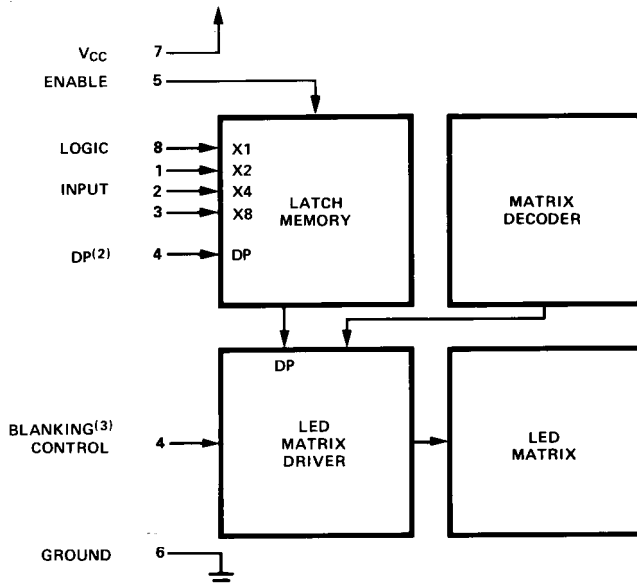 VCC 7
ENABLE 5
LOGIC 8 X1
1 X2
INPUT 2 X4
3 X8
DP(2) 4 DP
LATCH
MEMORY
MATRIX
DECODER
DP
BLANKING(3)
CONTROL 4
LED
MATRIX
DRIVER
LED
MATRIX
GROUND 6